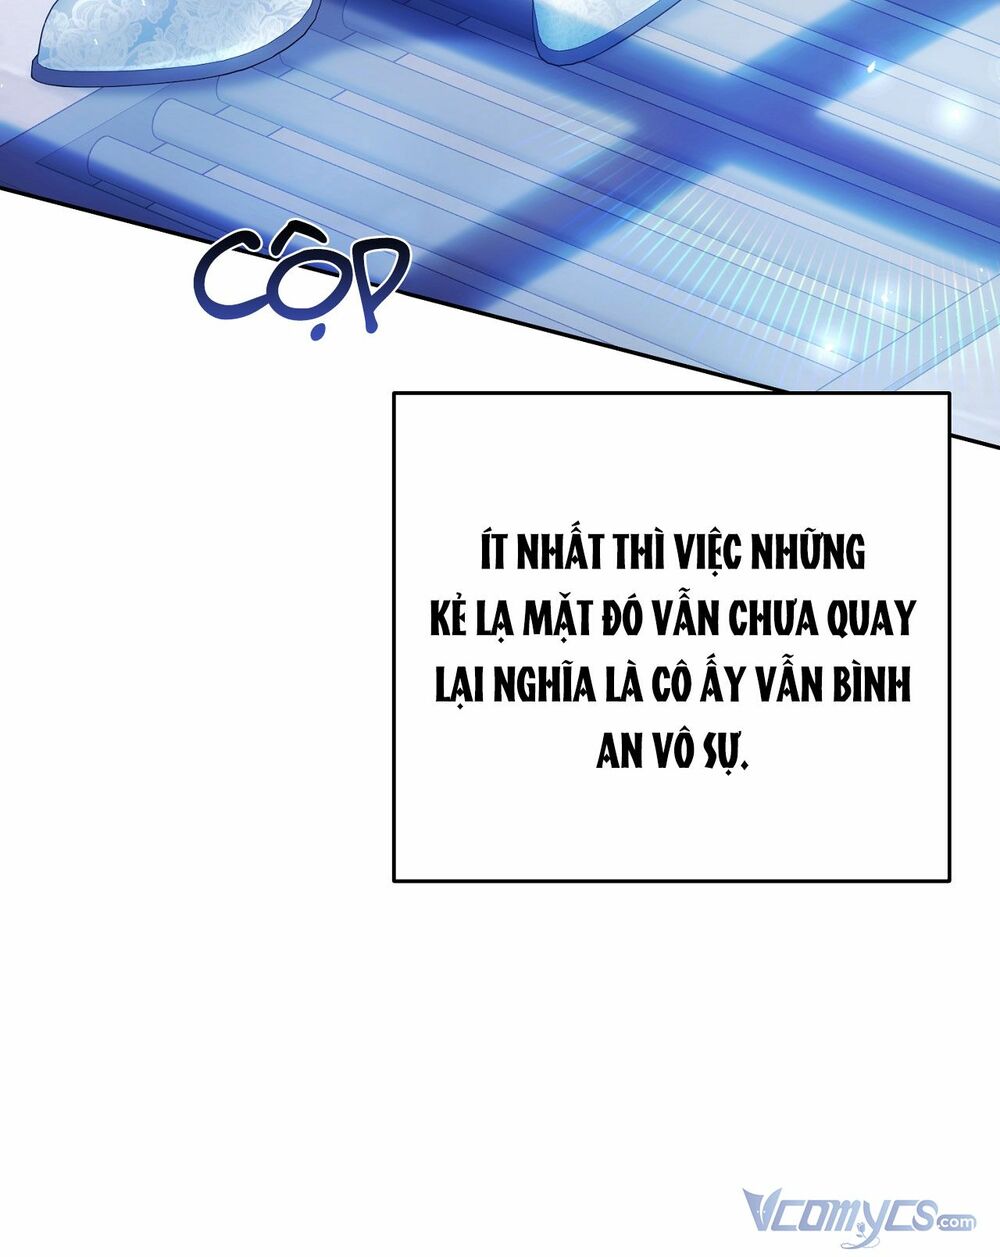 CỘP
ÍT NHẤT THÌ VIỆC NHỮNG
KẺ LẠ MẶT ĐÓ VẪN CHƯA QUAY
LẠI NGHĨA LÀ CÔ ẤY VẪN BÌNH
AN VÔ SỰ.
VCOMYCS.com